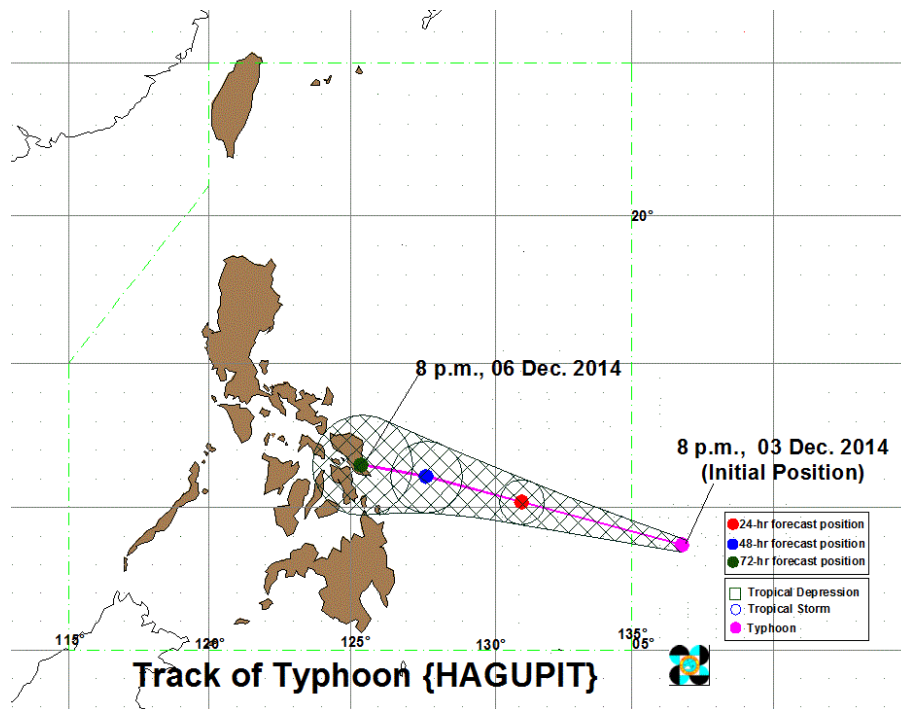 20°
8 p.m., 06 Dec. 2014
8 p.m., 03 Dec. 2014
(Initial Position)
24-hr forecast position
48-hr forecast position
72-hr forecast position
Tropical Depression
Tropical Storm
Typhoon
115°
120°
125°
130°
135°
05°
Track of Typhoon {HAGUPIT}